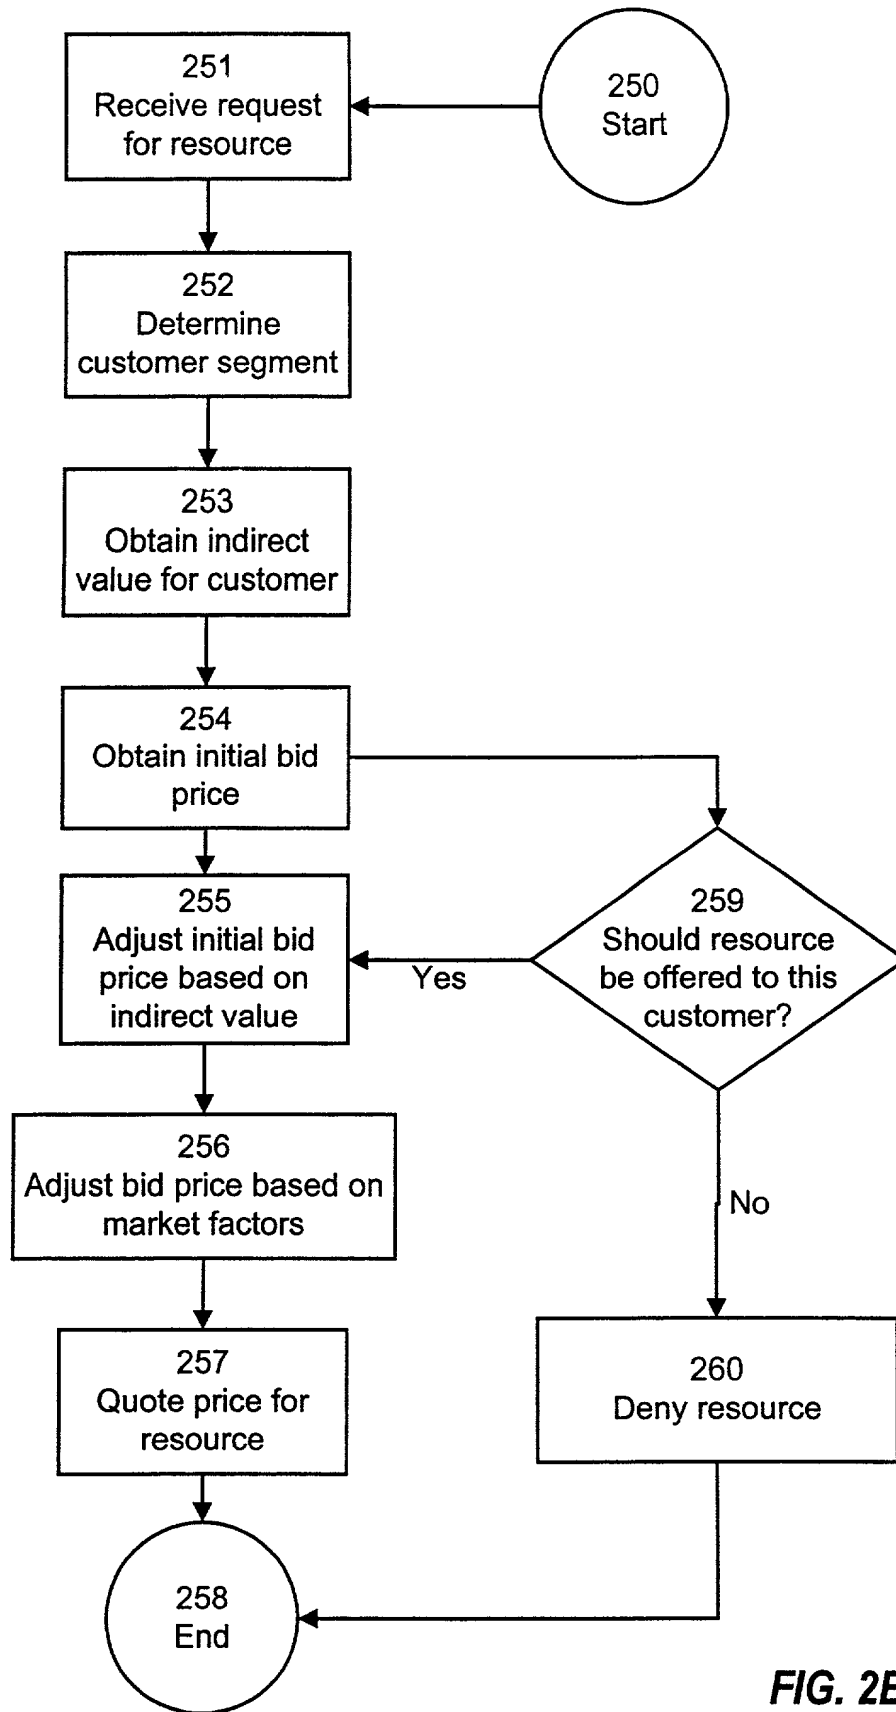 250
Start
251
Receive request
for resource
252
Determine
customer segment
253
Obtain indirect
value for customer
254
Obtain initial bid
price
255
Adjust initial bid
price based on
indirect value
259
Should resource
be offered to this
customer?
Yes
256
Adjust bid price based on
market factors
No
257
Quote price for
resource
260
Deny resource
258
End
FIG. 2B